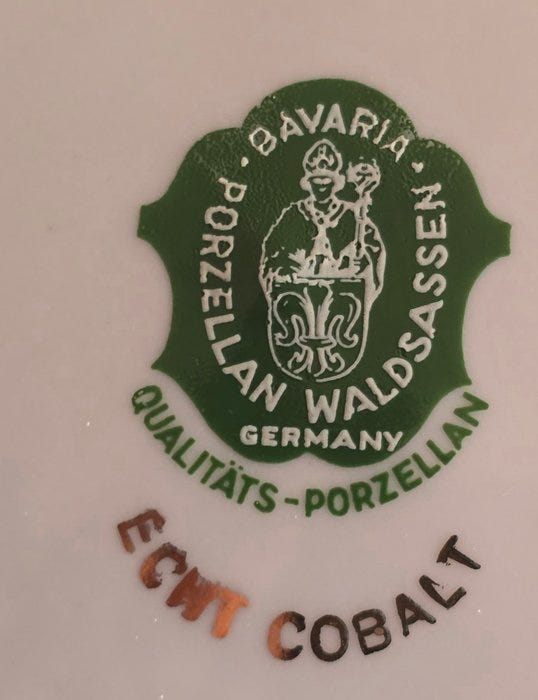 BAVARIA
PORZELLAN WALDSASSEN
GERMANY
QUALITÄTS-PORZELLAN
ECHT COBALT